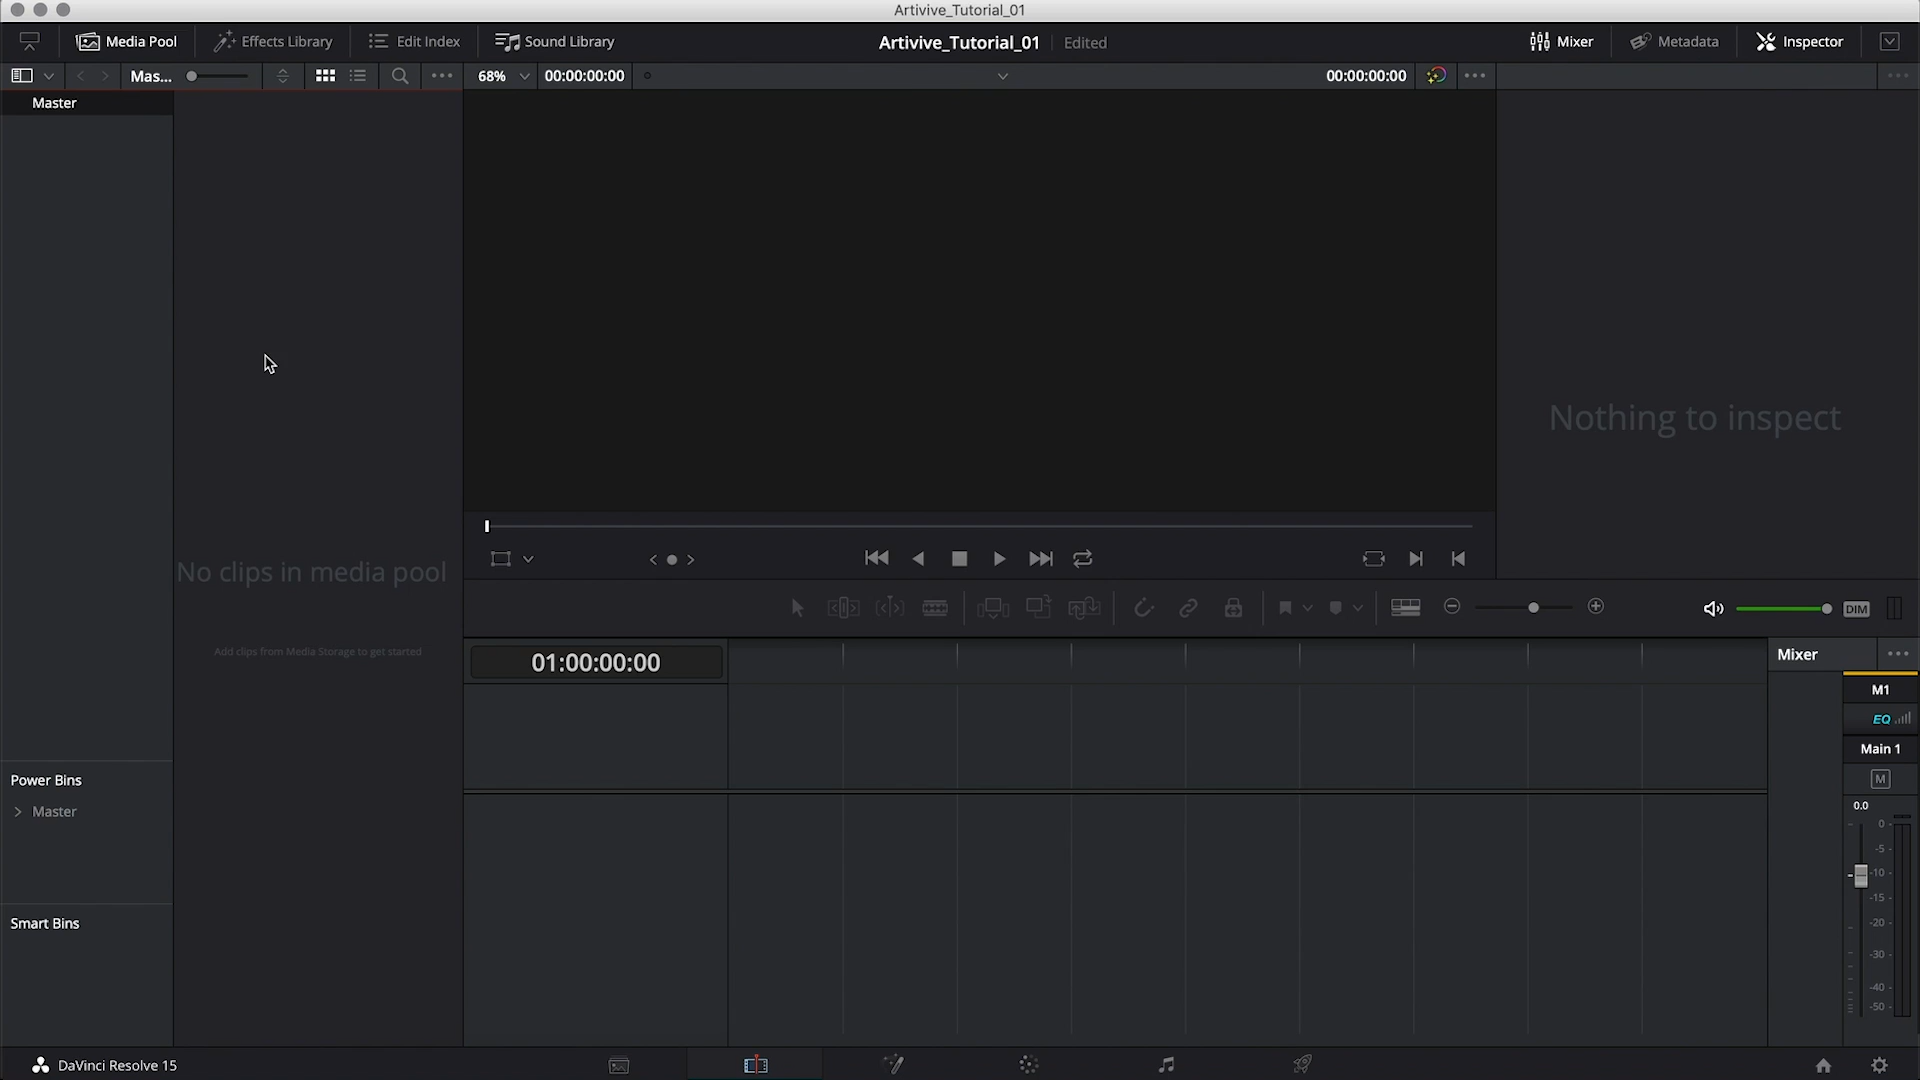 Artivive_Tutorial_01
Media Pool
Effects Library
Edit Index
Sound Library
Artivive_Tutorial_01
Edited
Mixer
Metadata
Inspector
Mas...
68%
00:00:00:00
00:00:00:00
Master
Nothing to inspect
No clips in media pool
Add clips from Media Storage to get started
DIM
01:00:00:00
Mixer
M1
EQ
Main 1
M
0.0
0
-5
-10
-15
-20
-30
-40
-50
Power Bins
Master
Smart Bins
DaVinci Resolve 15